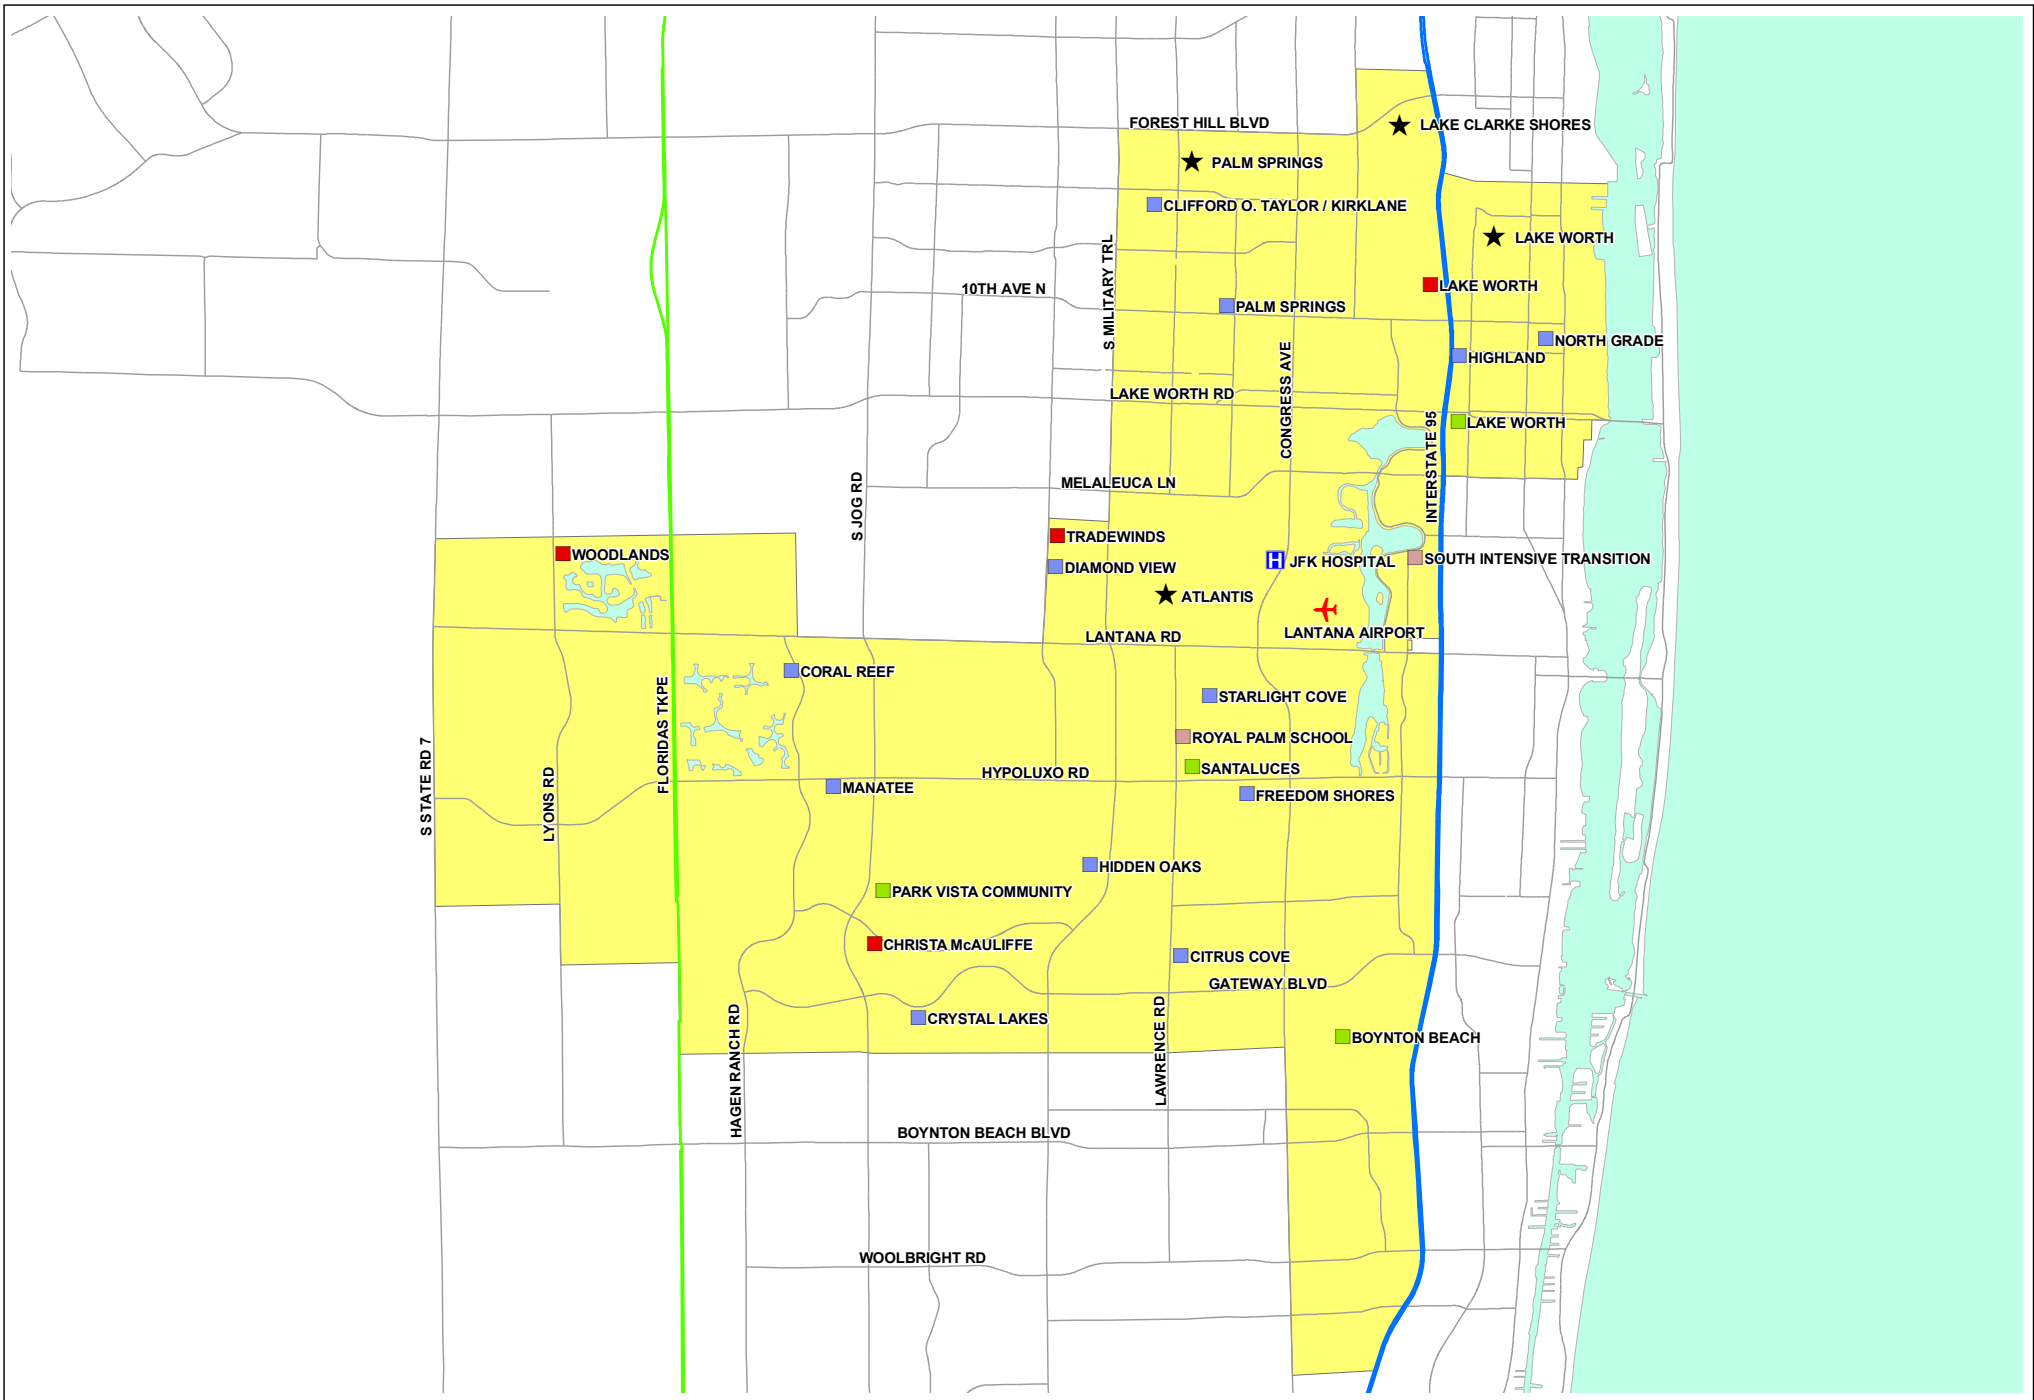 FOREST HILL BLVD
LAKE CLARKE SHORES
PALM SPRINGS
CLIFFORD O. TAYLOR / KIRKLANE
LAKE WORTH
S MILITARY TRL
10TH AVE N
LAKE WORTH
PALM SPRINGS
NORTH GRADE
HIGHLAND
CONGRESS AVE
LAKE WORTH RD
LAKE WORTH
INTERSTATE 95
MELALEUCA LN
S JOG RD
TRADEWINDS
WOODLANDS
DIAMOND VIEW
H
JFK HOSPITAL
SOUTH INTENSIVE TRANSITION
ATLANTIS
LANTANA AIRPORT
LANTANA RD
CORAL REEF
STARLIGHT COVE
FLORIDAS TKPE
ROYAL PALM SCHOOL
SANTALUCES
HYPOLUXO RD
S STATE RD 7
LYONS RD
MANATEE
FREEDOM SHORES
HIDDEN OAKS
PARK VISTA COMMUNITY
CHRISTA McAULIFFE
CITRUS COVE
GATEWAY BLVD
CRYSTAL LAKES
LAWRENCE RD
BOYNTON BEACH
HAGEN RANCH RD
BOYNTON BEACH BLVD
WOOLBRIGHT RD